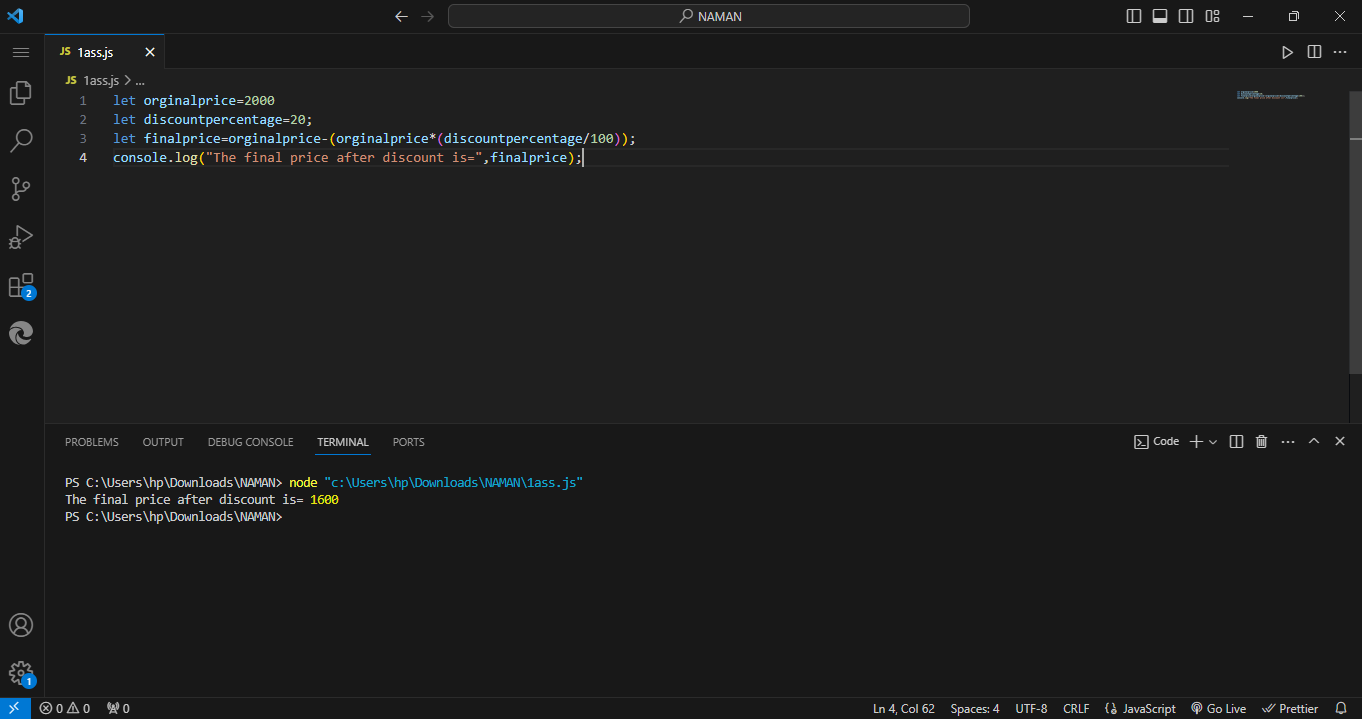 NAMAN
JS 1ass.js
JS 1ass.js > ...
1 let orginalprice=2000
2 let discountpercentage=20;
3 let finalprice=orginalprice-(orginalprice*(discountpercentage/100));
4 console.log("The final price after discount is=",finalprice);
2
PROBLEMS OUTPUT DEBUG CONSOLE TERMINAL PORTS Code
PS C:\Users\hp\Downloads\NAMAN> node "c:\Users\hp\Downloads\NAMAN\1ass.js"
The final price after discount is= 1600
PS C:\Users\hp\Downloads\NAMAN>
1
0 0 0 Ln 4, Col 62 Spaces: 4 UTF-8 CRLF JavaScript Go Live Prettier